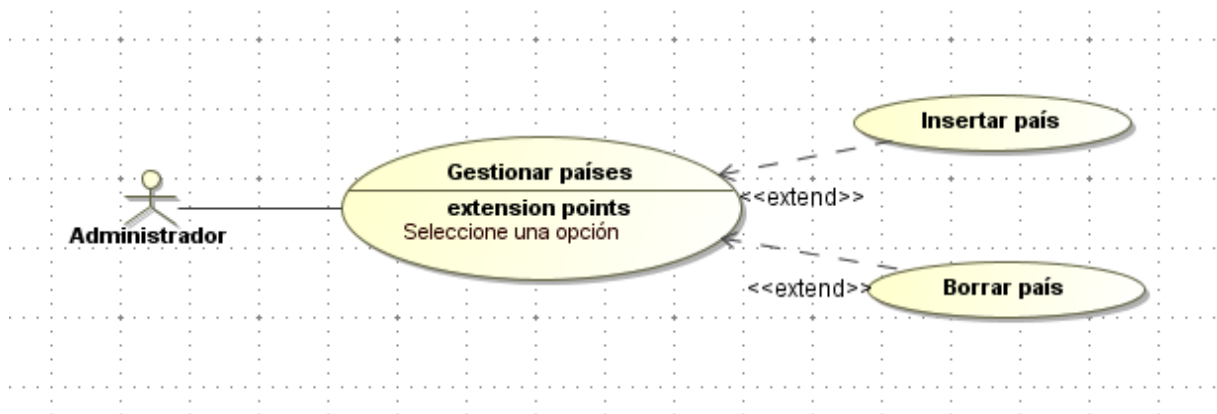 Administrador
Gestionar países
extension points
Seleccione una opción
Insertar país
<<extend>>
<<extend>>
Borrar país